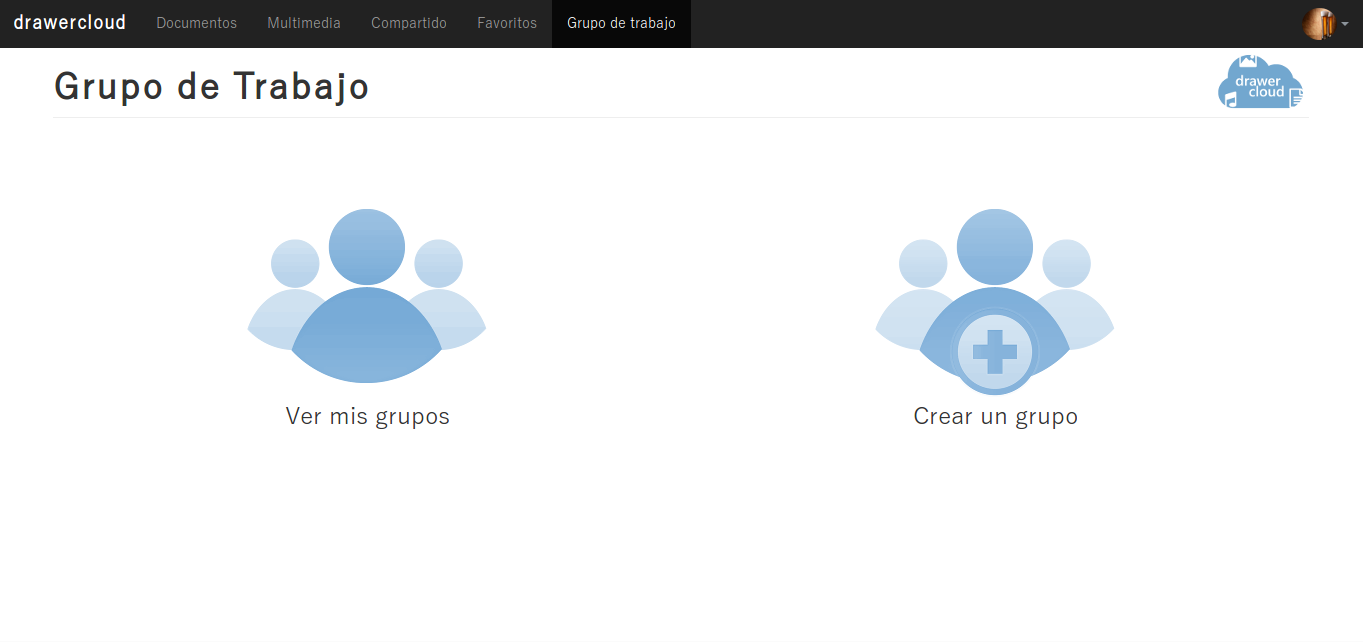 drawercloud Documentos Multimedia Compartido Favoritos Grupo de trabajo
Grupo de Trabajo
drawer
cloud
Ver mis grupos
Crear un grupo